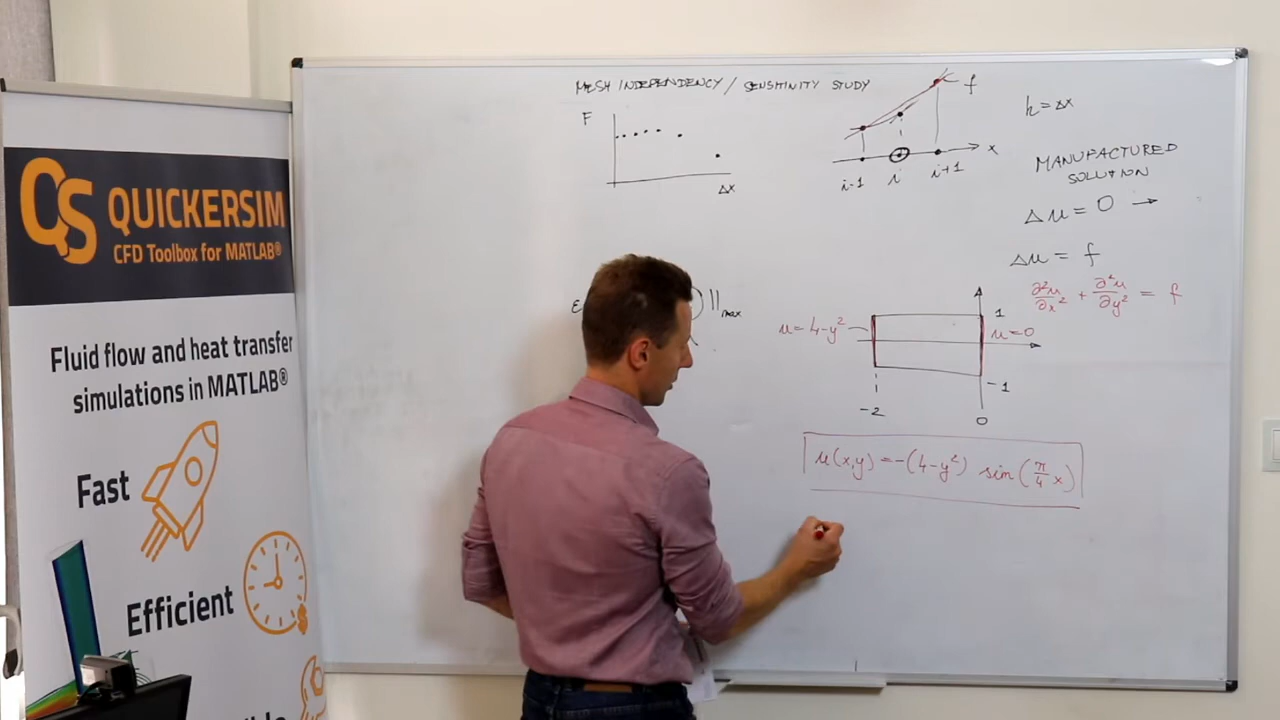 QS QUICKERSIM
CFD Toolbox for MATLAB®
Fluid flow and heat transfer
simulations in MATLAB®
Fast
Efficient
MESH INDEPENDENCY / SENSITIVITY STUDY
F
Δx
f
x
i-1 i i+1
h = Δx
MANUFACTURED
SOLUTION
Δu = 0 →
Δu = f
∂²u/∂x² + ∂²u/∂y² = f
ε
||max
u = 4-y²
1
u=0
-1
-2
0
u(x,y) = -(4-y²) sin(π/4 x)